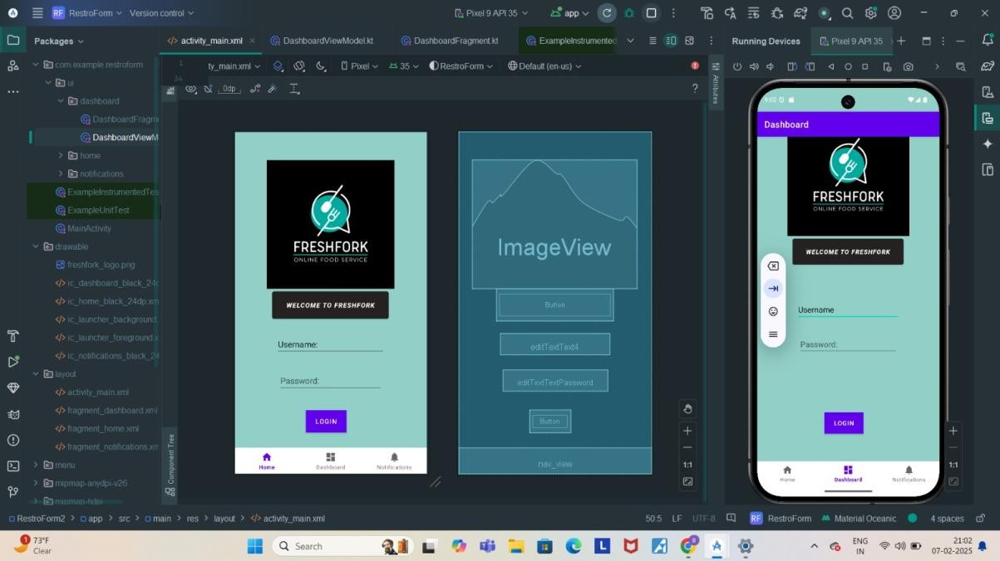 RF RestroForm Version control Pixel 9 API 35 app
Packages activity_main.xml DashboardViewModel.kt DashboardFragment.kt ExampleInstrumented Running Devices Pixel 9 API 35
com.example.restroform
ui
dashboard
DashboardFragm
DashboardViewM
home
notifications
ExampleInstrumentedTes
ExampleUnitTest
MainActivity
drawable
freshfork_logo.png
ic_dashboard_black_24d
ic_home_black_24dp.xm
ic_launcher_background
ic_launcher_foreground.x
ic_notifications_black_24
layout
activity_main.xml
fragment_dashboard.xml
fragment_home.xml
fragment_notifications.xm
menu
mipmap-anydpi-v26
mipmap-hdpi
1 ty_main.xml Pixel 35 RestroForm Default (en-us)
34
0dp ?
Attributes
Component Tree
FRESHFORK
ONLINE FOOD SERVICE
WELCOME TO FRESHFORK
Username:
Password:
LOGIN
Home Dashboard Notifications
ImageView
Button
editTextText4
editTextTextPassword
Button
nav_view
1:1
9:02
Dashboard
FRESHFORK
ONLINE FOOD SERVICE
WELCOME TO FRESHFORK
Username
Password:
LOGIN
Home Dashboard Notifications
1:1
RestroForm2 > app > src > main > res > layout > activity_main.xml 50:5 LF UTF-8 RF RestroForm Material Oceanic 4 spaces
1 73°F
Clear
Search
ENG
IN
21:02
07-02-2025